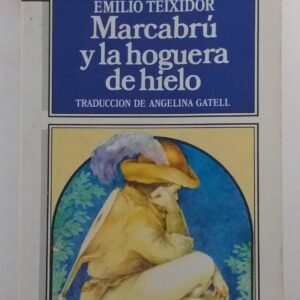 EMILIO TEIXIDOR
Marcabrú
y la hoguera
de hielo
TRADUCCION DE ANGELINA GATELL